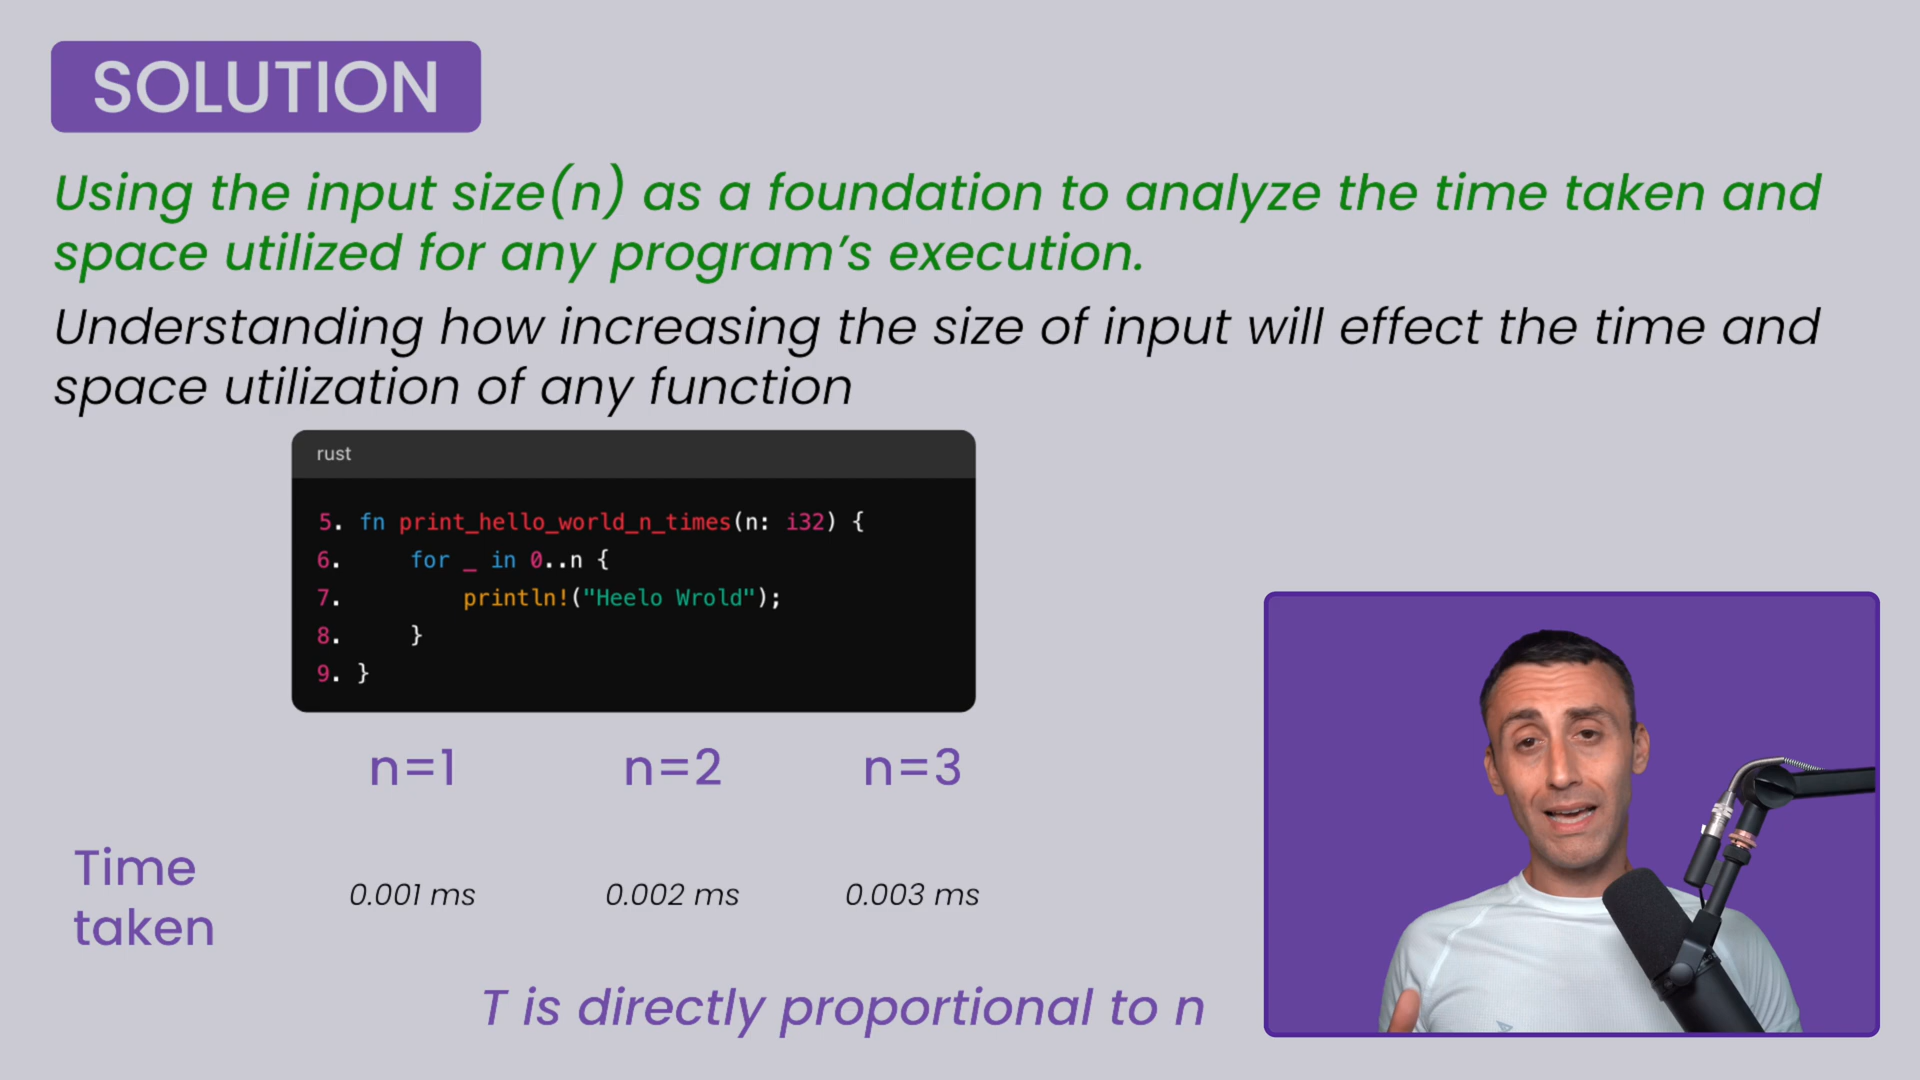 SOLUTION
Using the input size(n) as a foundation to analyze the time taken and
space utilized for any program’s execution.
Understanding how increasing the size of input will effect the time and
space utilization of any function
rust
5. fn print_hello_world_n_times(n: i32) {
6.     for _ in 0..n {
7.         println!("Heelo Wrold");
8.     }
9. }
n=1 n=2 n=3
Time
taken
0.001 ms 0.002 ms 0.003 ms
T is directly proportional to n